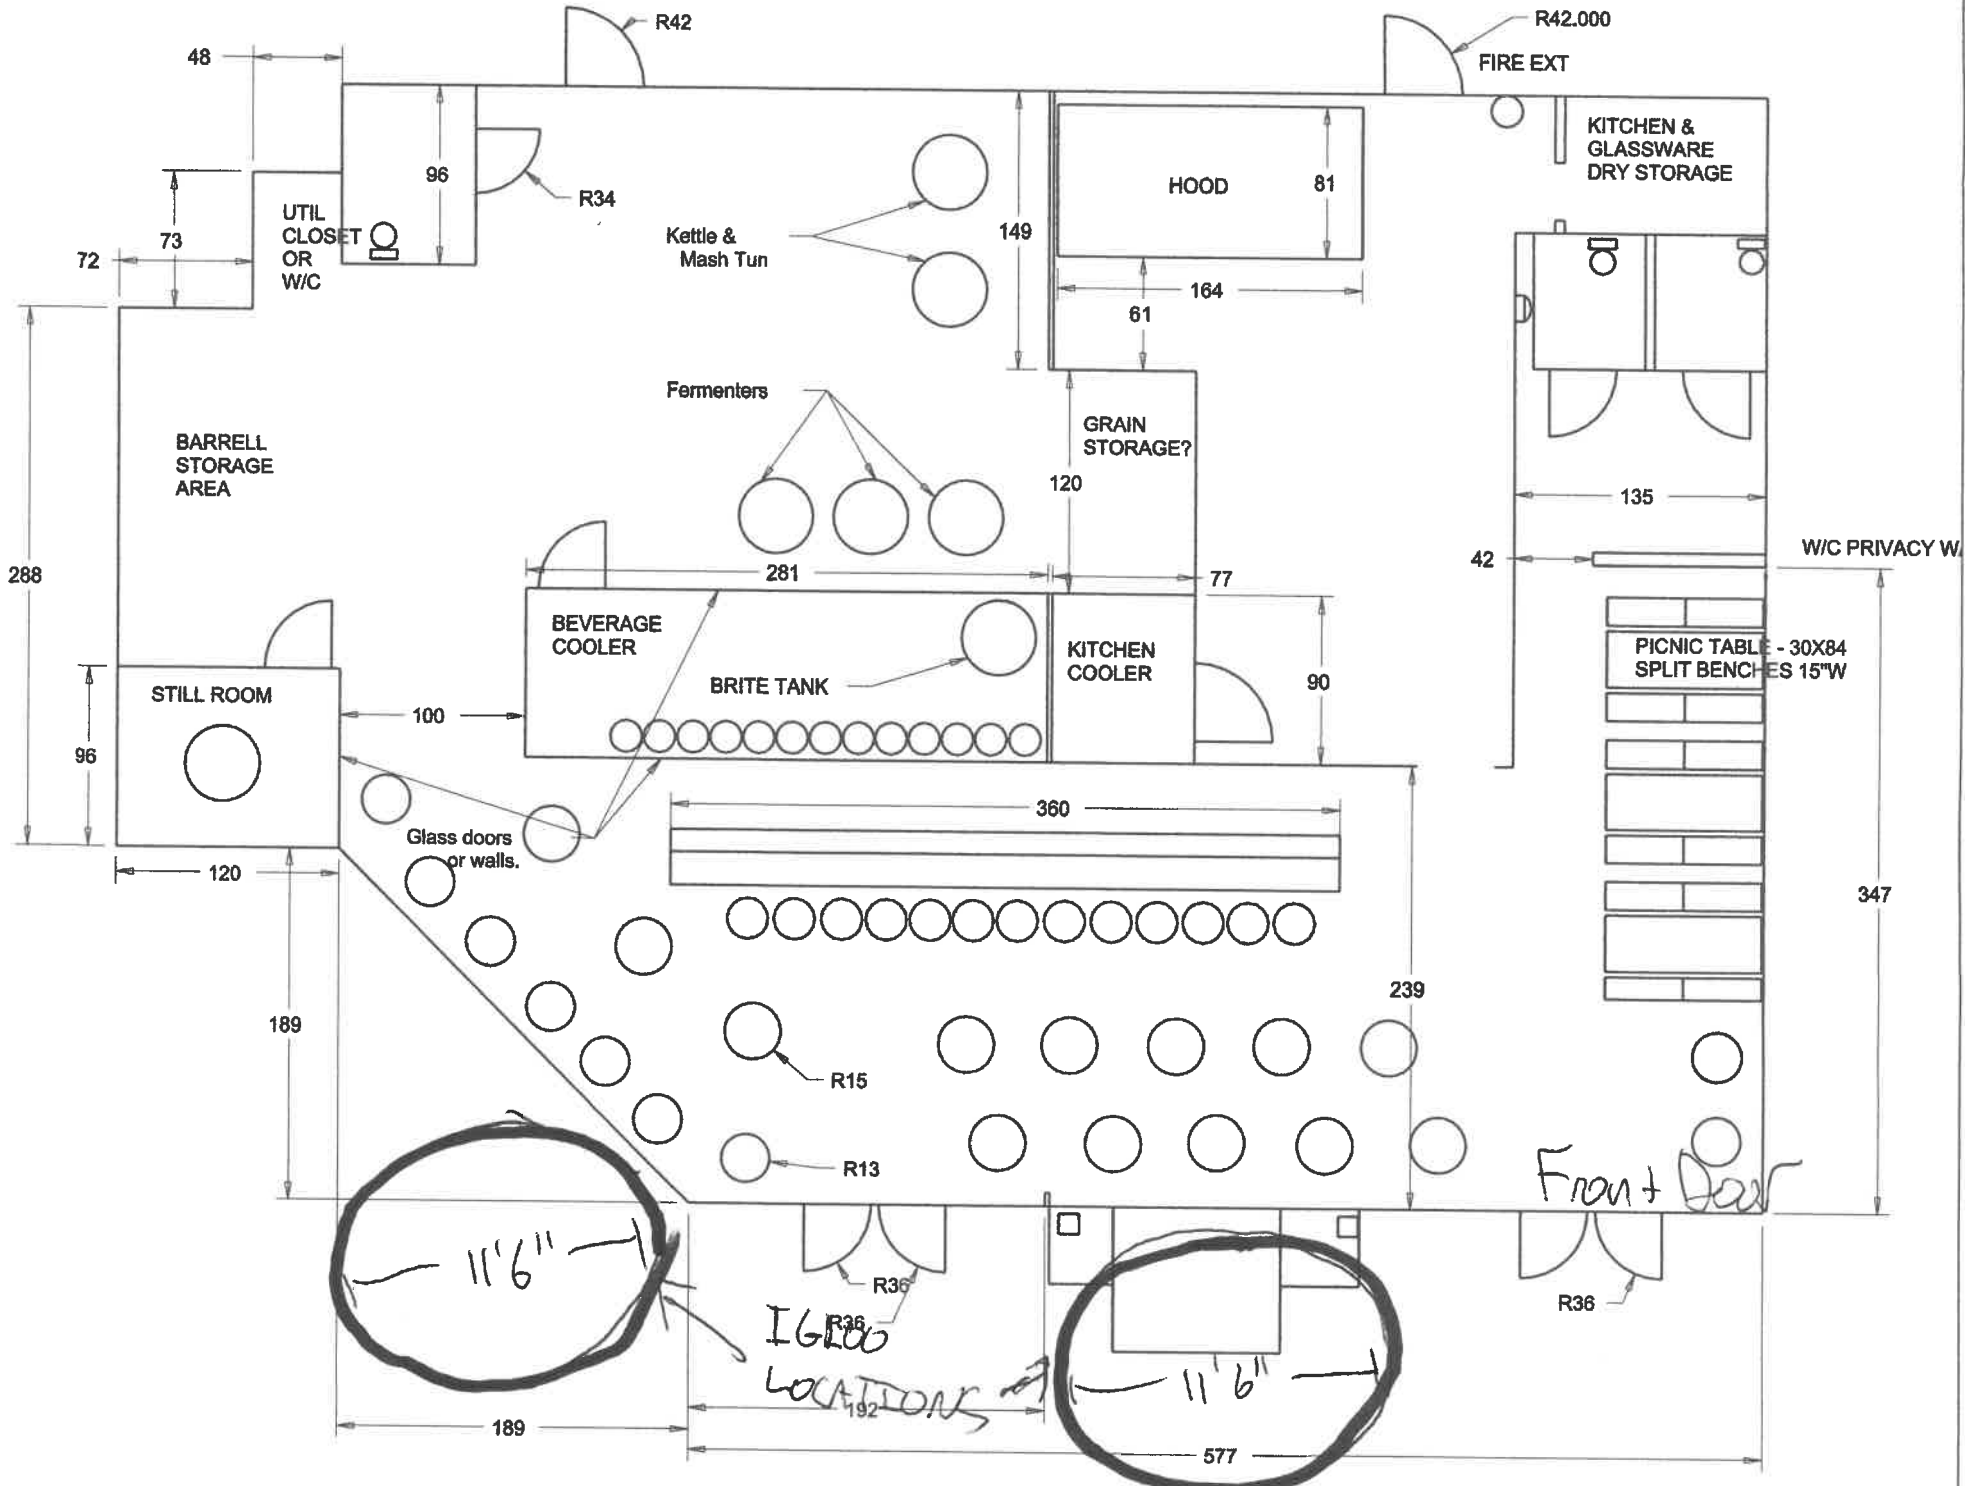 R42
R42.000
48
FIRE EXT
KITCHEN &
GLASSWARE
DRY STORAGE
96
R34
HOOD
81
UTIL
CLOSET
OR
W/C
73
72
Kettle &
Mash Tun
149
164
61
Fermenters
GRAIN
STORAGE?
BARRELL
STORAGE
AREA
120
135
W/C PRIVACY WA
42
288
281
77
BEVERAGE
COOLER
KITCHEN
COOLER
PICNIC TABLE - 30X84
SPLIT BENCHES 15"W
BRITE TANK
90
STILL ROOM
100
96
360
Glass doors
or walls.
120
347
239
189
R15
R13
Front Door
11'6"
R36
R36
R36
IGLOO
LOCATIONS
11'6"
192
189
577